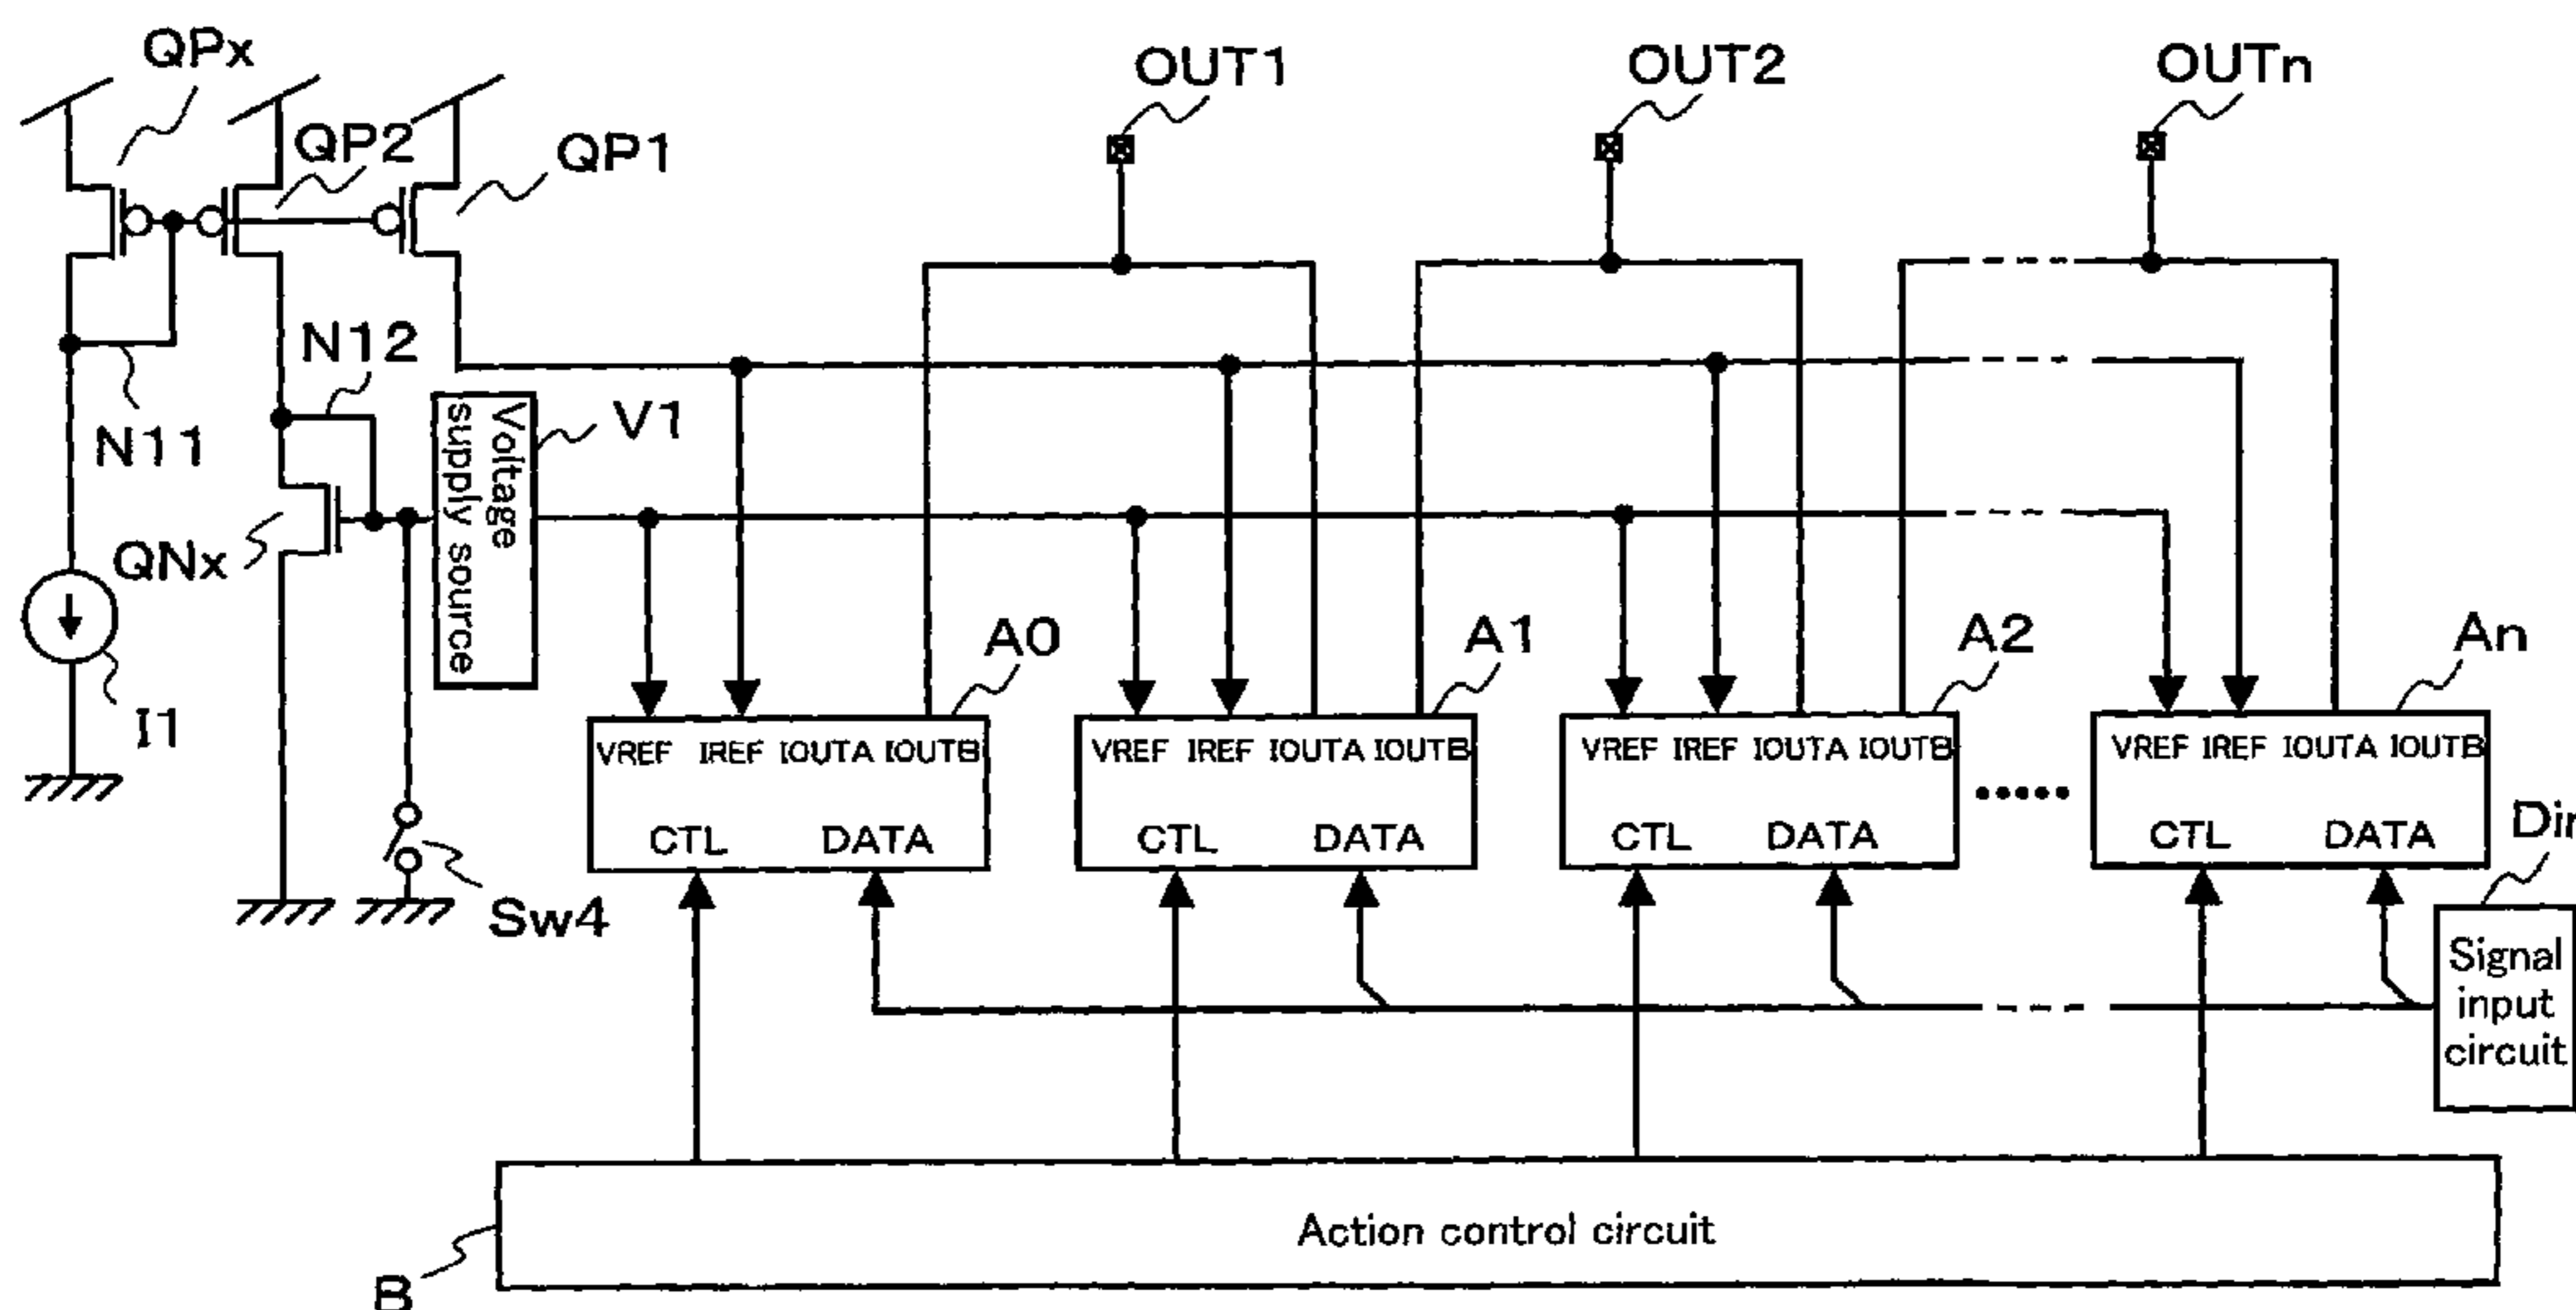 QPx
OUT1
OUT2
OUTn
QP2
QP1
N12
N11
V1
Voltage
supply source
QNx
A0
A1
A2
An
I1
VREF IREF IOUTA IOUTB
VREF IREF IOUTA IOUTB
VREF IREF IOUTA IOUTB
VREF IREF IOUTA IOUTB
CTL DATA
CTL DATA
CTL DATA
CTL DATA
Sw4
Signal
input
circuit
Action control circuit
B